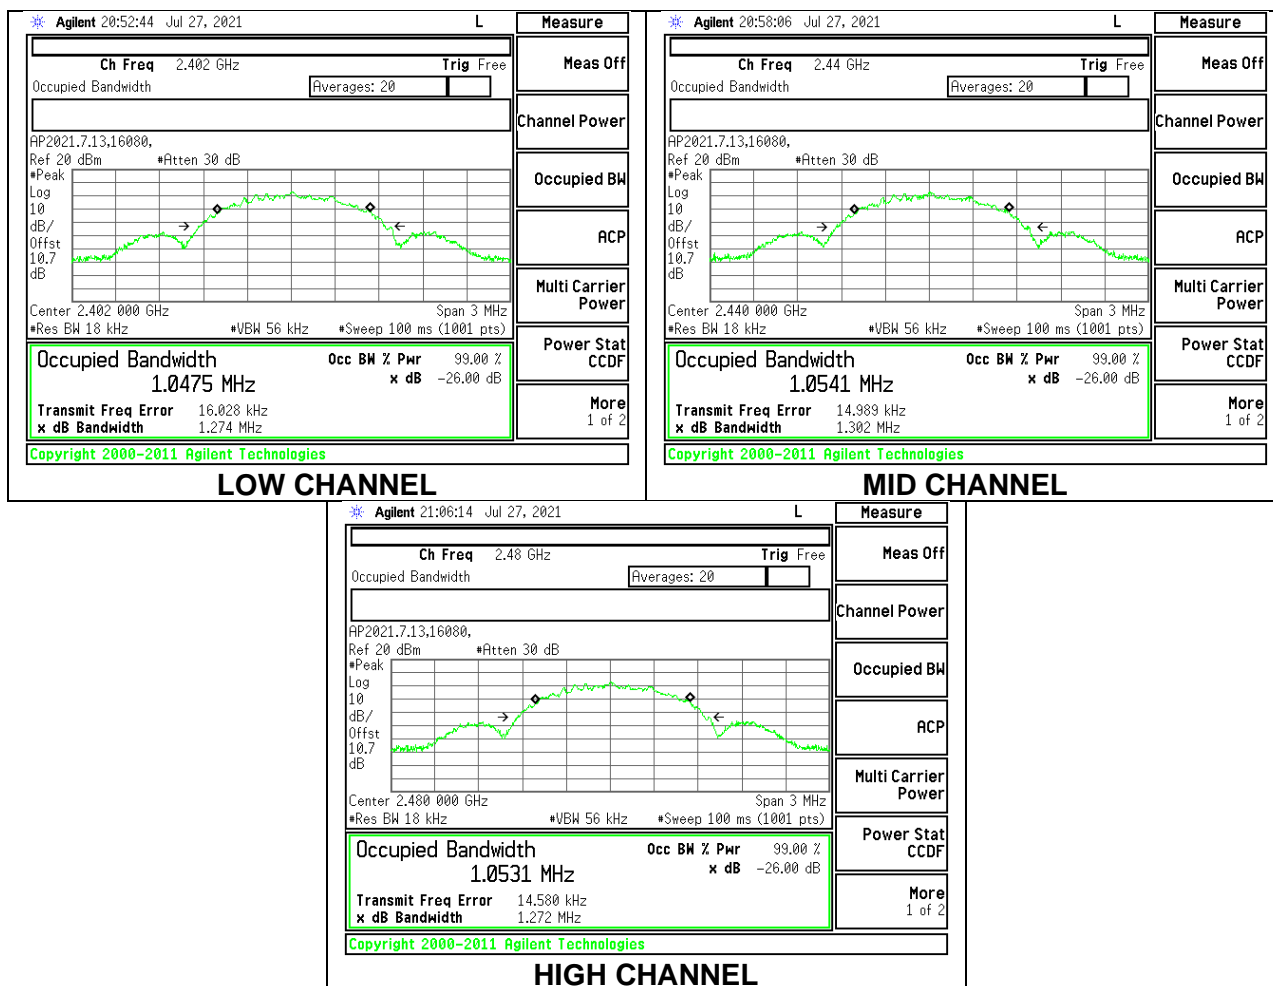 Agilent 20:52:44 Jul 27, 2021 L Measure
Ch Freq 2.402 GHz Trig Free
Meas Off
Occupied Bandwidth Averages: 20
Channel Power
AP2021.7.13,16080,
Ref 20 dBm #Atten 30 dB
#Peak
Log
10
dB/
Offst
10.7
dB
Occupied BW
ACP
Multi Carrier
Power
Center 2.402 000 GHz Span 3 MHz
#Res BW 18 kHz #VBW 56 kHz #Sweep 100 ms (1001 pts)
Power Stat
CCDF
Occupied Bandwidth Occ BW % Pwr 99.00 %
1.0475 MHz x dB -26.00 dB
Transmit Freq Error 16.028 kHz
x dB Bandwidth 1.274 MHz
More
1 of 2
Copyright 2000-2011 Agilent Technologies
LOW CHANNEL
Agilent 20:58:06 Jul 27, 2021 L Measure
Ch Freq 2.44 GHz Trig Free
Meas Off
Occupied Bandwidth Averages: 20
Channel Power
AP2021.7.13,16080,
Ref 20 dBm #Atten 30 dB
#Peak
Log
10
dB/
Offst
10.7
dB
Occupied BW
ACP
Multi Carrier
Power
Center 2.440 000 GHz Span 3 MHz
#Res BW 18 kHz #VBW 56 kHz #Sweep 100 ms (1001 pts)
Power Stat
CCDF
Occupied Bandwidth Occ BW % Pwr 99.00 %
1.0541 MHz x dB -26.00 dB
Transmit Freq Error 14.989 kHz
x dB Bandwidth 1.302 MHz
More
1 of 2
Copyright 2000-2011 Agilent Technologies
MID CHANNEL
Agilent 21:06:14 Jul 27, 2021 L Measure
Ch Freq 2.48 GHz Trig Free
Meas Off
Occupied Bandwidth Averages: 20
Channel Power
AP2021.7.13,16080,
Ref 20 dBm #Atten 30 dB
#Peak
Log
10
dB/
Offst
10.7
dB
Occupied BW
ACP
Multi Carrier
Power
Center 2.480 000 GHz Span 3 MHz
#Res BW 18 kHz #VBW 56 kHz #Sweep 100 ms (1001 pts)
Power Stat
CCDF
Occupied Bandwidth Occ BW % Pwr 99.00 %
1.0531 MHz x dB -26.00 dB
Transmit Freq Error 14.580 kHz
x dB Bandwidth 1.272 MHz
More
1 of 2
Copyright 2000-2011 Agilent Technologies
HIGH CHANNEL